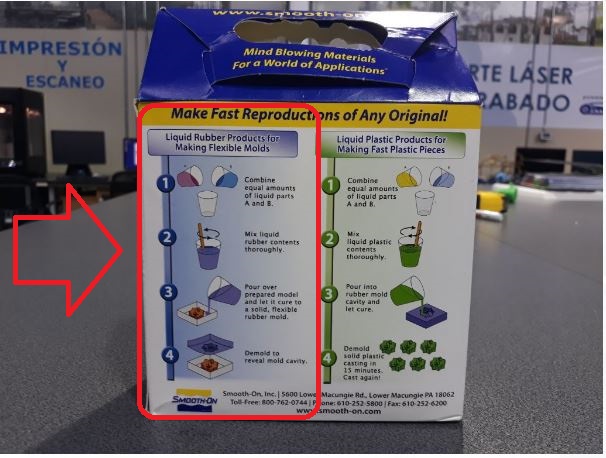 www.smooth-on.
Mind Blowing Materials
For a World of Applications
IMPRESIÓN
Y
ESCANEO
RTE LÁSER
RABADO
Make Fast Reproductions of Any Original!
Liquid Rubber Products for
Making Flexible Molds
1
Combine
equal amounts
of liquid parts
A and B.
2
Mix liquid
rubber contents
thoroughly.
3
Pour over
prepared model
and let it cure to
a solid, flexible
rubber mold.
4
Demold to
reveal mold cavity.
Liquid Plastic Products for
Making Fast Plastic Pieces
1
Combine
equal amounts
of liquid parts
A and B.
2
Mix
liquid plastic
contents
thoroughly.
3
Pour into
rubber mold
cavity and
let cure.
4
Demold
solid plastic
casting in
15 minutes.
Cast again!
SMOOTH-ON
Smooth-On, Inc. | 5600 Lower Macungie Rd., Lower Macungie PA 18062
Toll-Free: 800-762-0744 | Phone: 610-252-5800 | Fax: 610-252-6200
www.smooth-on.com